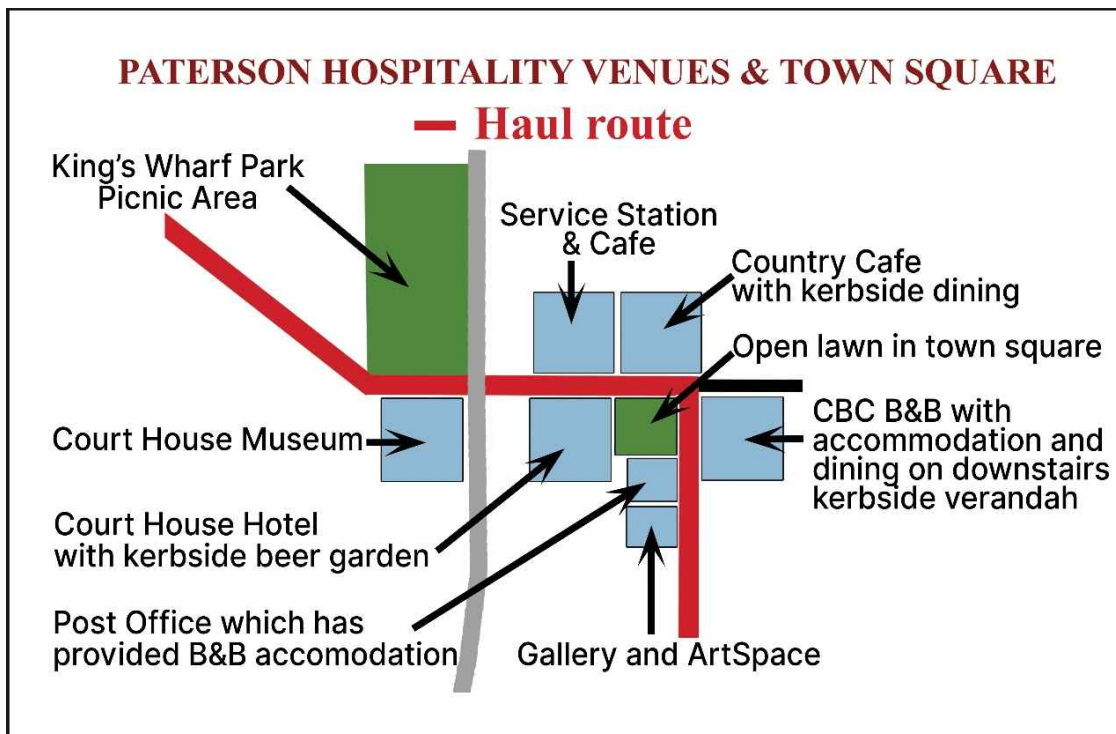 PATERSON HOSPITALITY VENUES & TOWN SQUARE
Haul route
King's Wharf Park
Picnic Area
Service Station
& Cafe
Country Cafe
with kerbside dining
Open lawn in town square
Court House Museum
CBC B&B with
accommodation and
dining on downstairs
kerbside verandah
Court House Hotel
with kerbside beer garden
Post Office which has
provided B&B accomodation
Gallery and ArtSpace